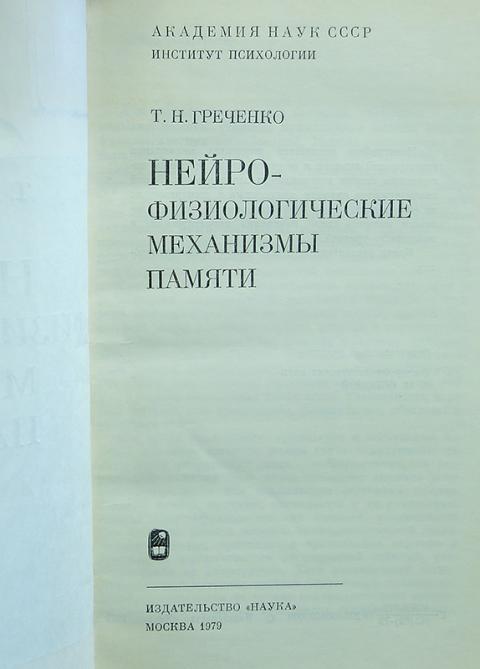 АКАДЕМИЯ НАУК СССР
ИНСТИТУТ ПСИХОЛОГИИ
Т. Н. ГРЕЧЕНКО
НЕЙРО-
ФИЗИОЛОГИЧЕСКИЕ
МЕХАНИЗМЫ
ПАМЯТИ
ИЗДАТЕЛЬСТВО «НАУКА»
МОСКВА 1979